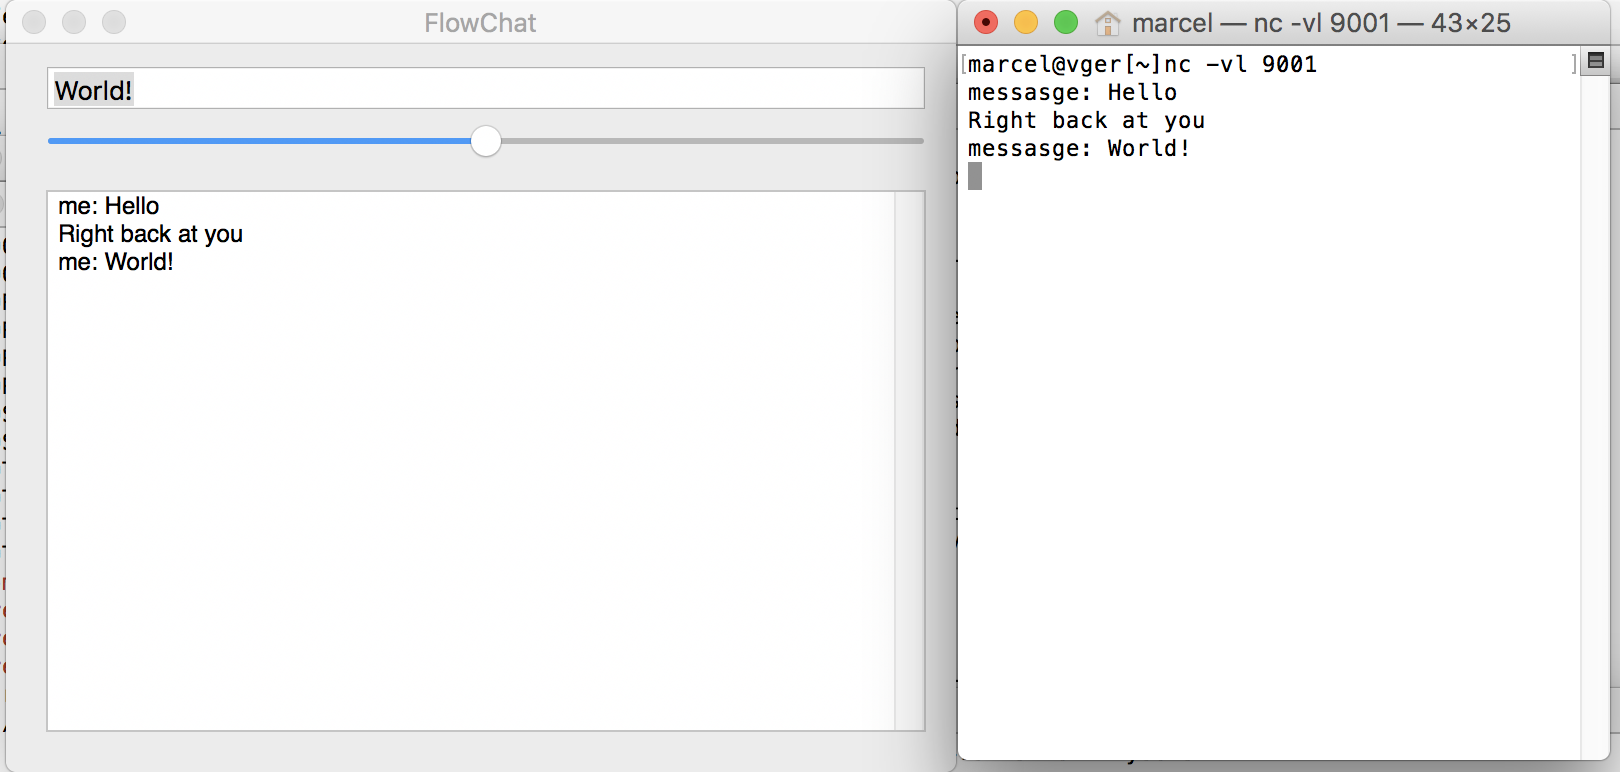 FlowChat
World!
me: Hello
Right back at you
me: World!
marcel — nc -vl 9001 — 43×25
[marcel@vger[~]nc -vl 9001 ]
messasge: Hello
Right back at you
messasge: World!